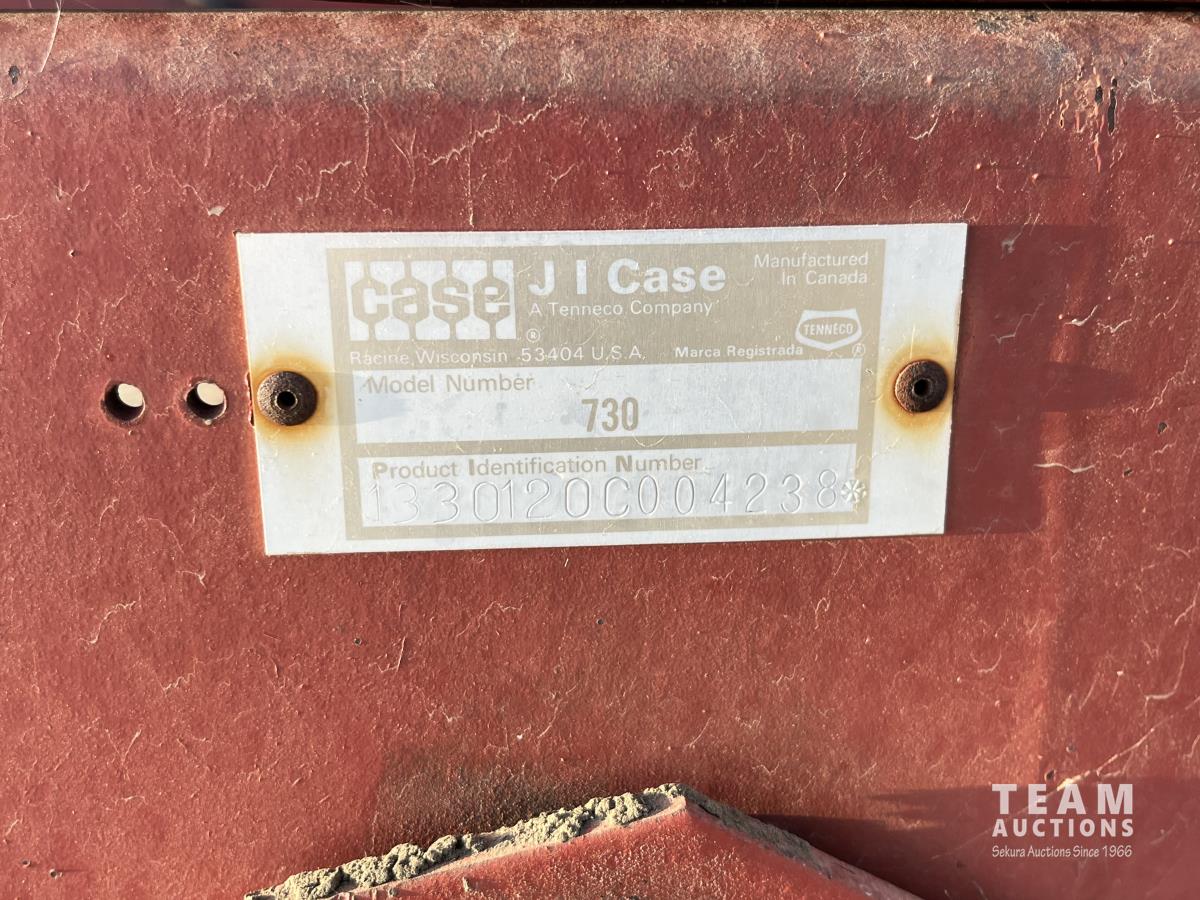 case
®
J I Case
A Tenneco Company
Manufactured
In Canada
TENNECO
®
Racine, Wisconsin 53404 U.S.A.
Marca Registrada
Model Number
730
Product Identification Number
1330120C004238*
TEAM
AUCTIONS
Sekura Auctions Since 1966